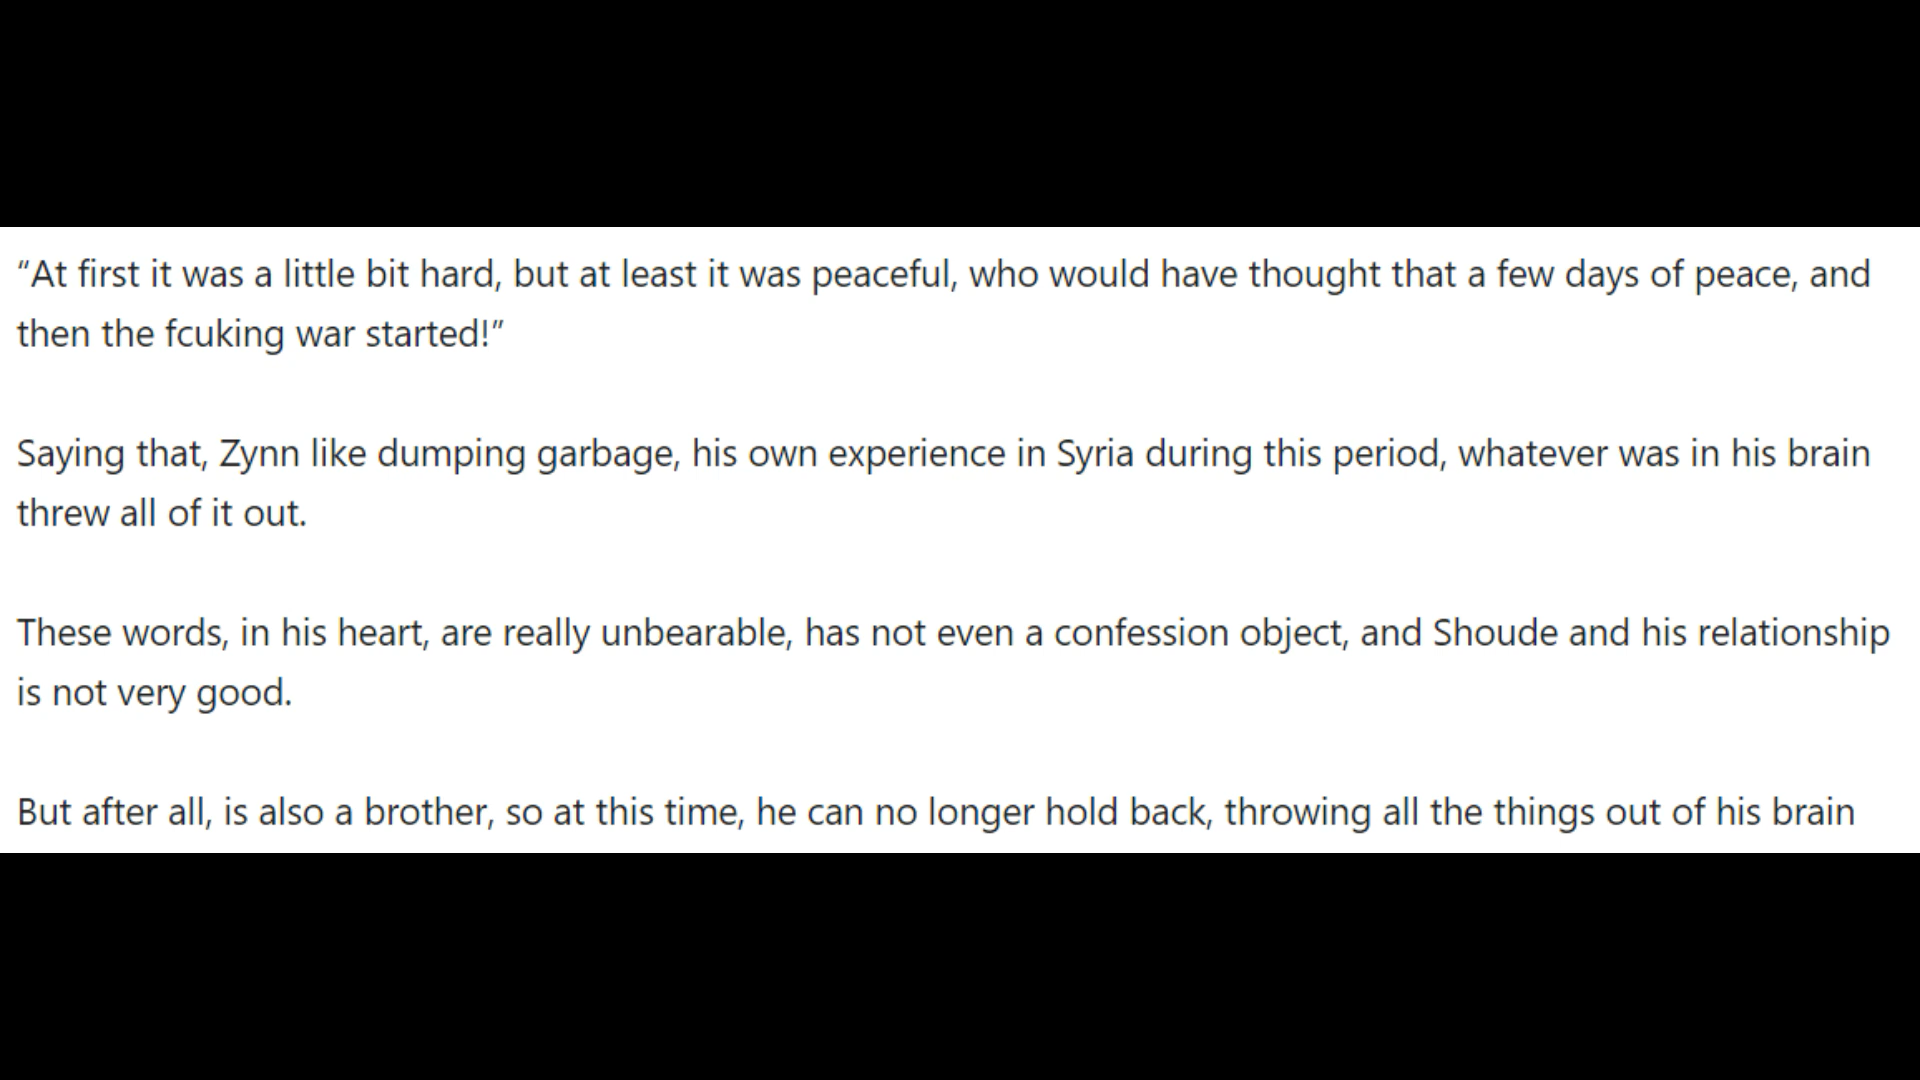 “At first it was a little bit hard, but at least it was peaceful, who would have thought that a few days of peace, and
then the fcuking war started!”
Saying that, Zynn like dumping garbage, his own experience in Syria during this period, whatever was in his brain
threw all of it out.
These words, in his heart, are really unbearable, has not even a confession object, and Shoude and his relationship
is not very good.
But after all, is also a brother, so at this time, he can no longer hold back, throwing all the things out of his brain